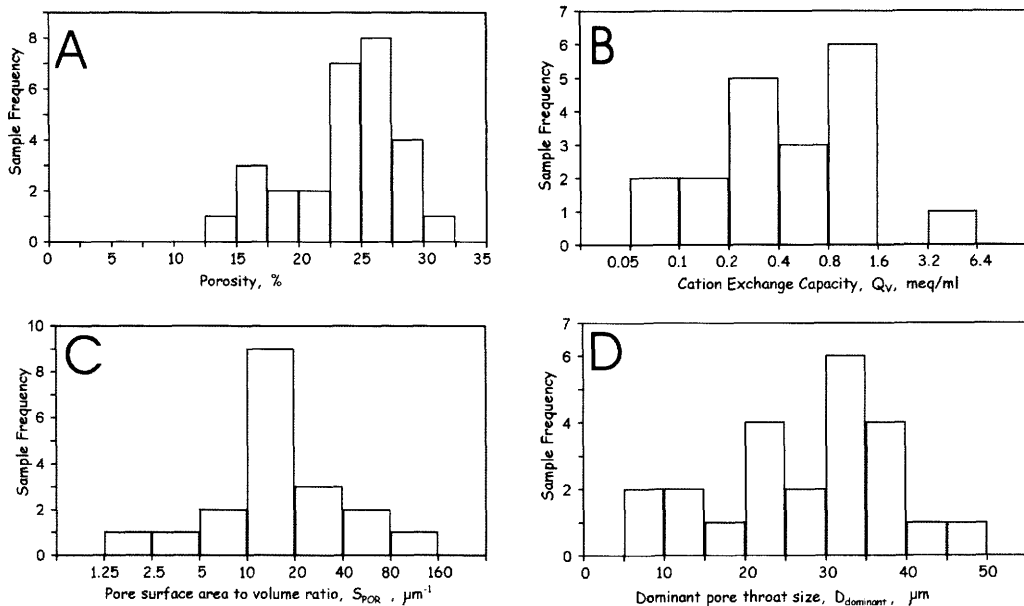 A
Sample Frequency
8
6
4
2
0
0 5 10 15 20 25 30 35
Porosity, %
B
Sample Frequency
7
6
5
4
3
2
1
0
0.05 0.1 0.2 0.4 0.8 1.6 3.2 6.4
Cation Exchange Capacity, Qv, meq/ml
C
Sample Frequency
10
8
6
4
2
0
1.25 2.5 5 10 20 40 80 160
Pore surface area to volume ratio, SPOR , μm⁻¹
D
Sample Frequency
7
6
4
2
0
0 10 20 30 40 50
Dominant pore throat size, Ddominant, μm